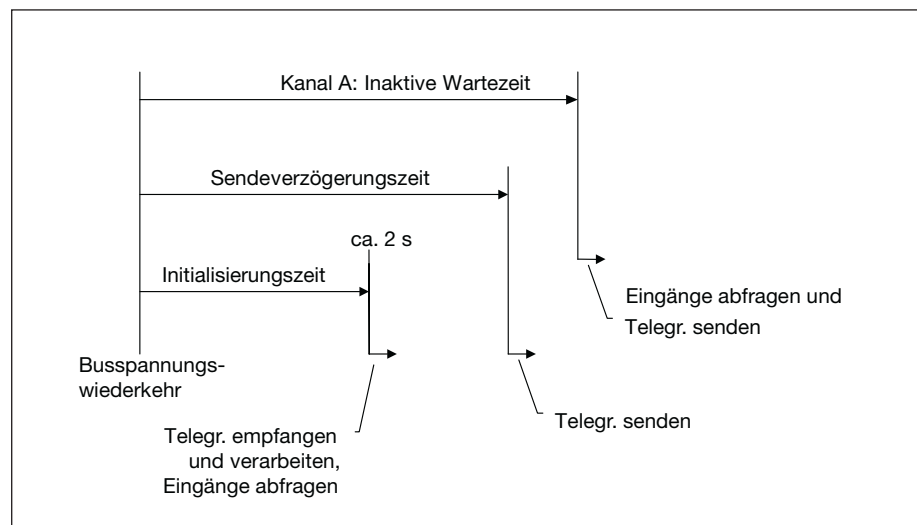 Kanal A: Inaktive Wartezeit
Sendeverzögerungszeit
ca. 2 s
Initialisierungszeit
Eingänge abfragen und
Telegr. senden
Busspannungs-
wiederkehr
Telegr. senden
Telegr. empfangen
und verarbeiten,
Eingänge abfragen